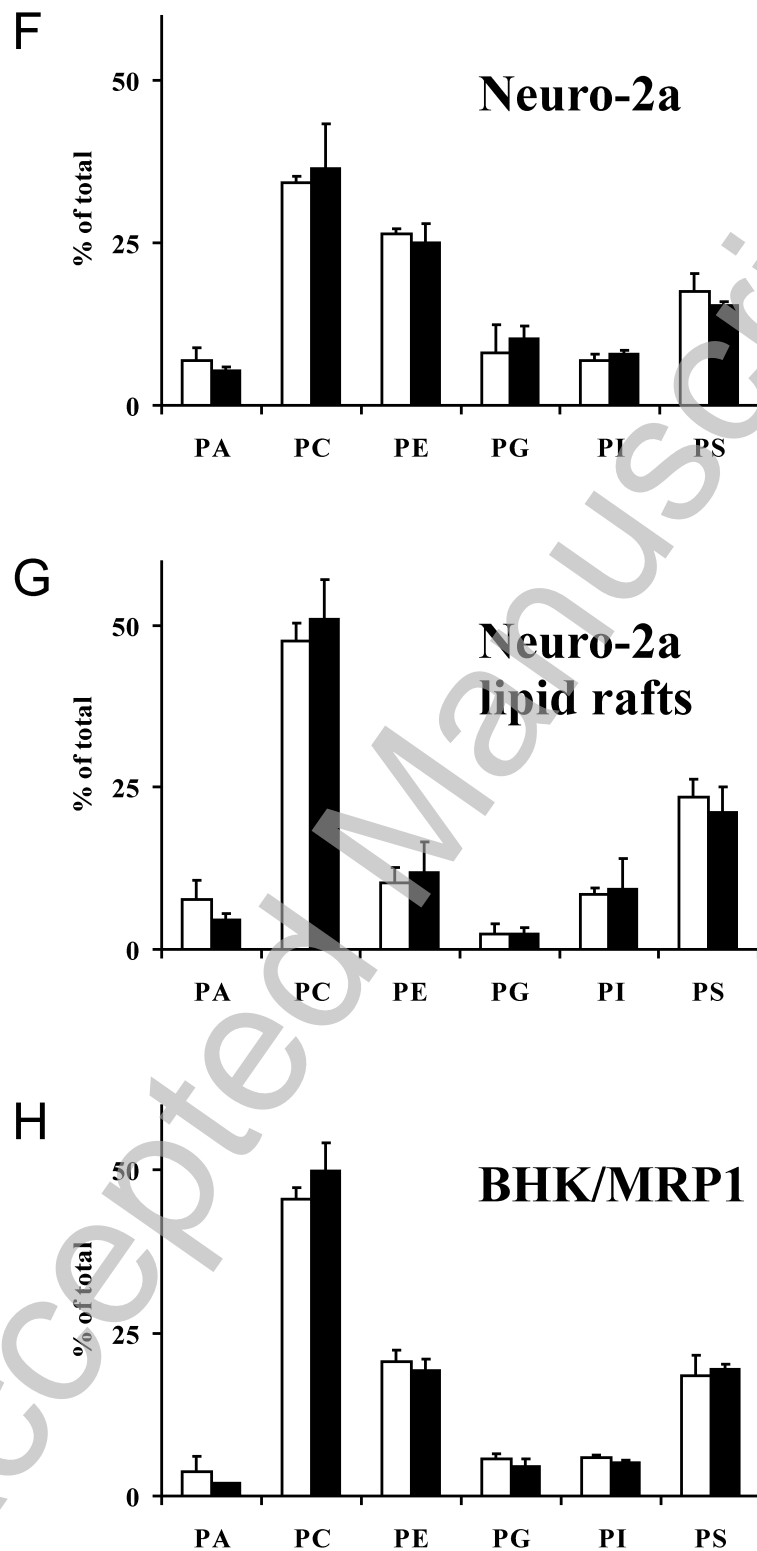 F
Neuro-2a
50
% of total
25
0
PA PC PE PG PI PS
G
Neuro-2a
lipid rafts
50
% of total
25
0
PA PC PE PG PI PS
H
BHK/MRP1
50
% of total
25
0
PA PC PE PG PI PS
Accepted Manuscri